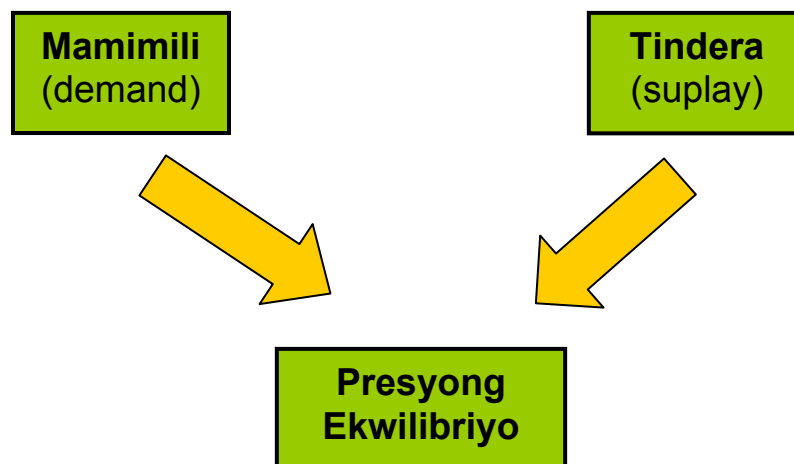 Mamimili
(demand)
Tindera
(suplay)
Presyong
Ekwilibriyo